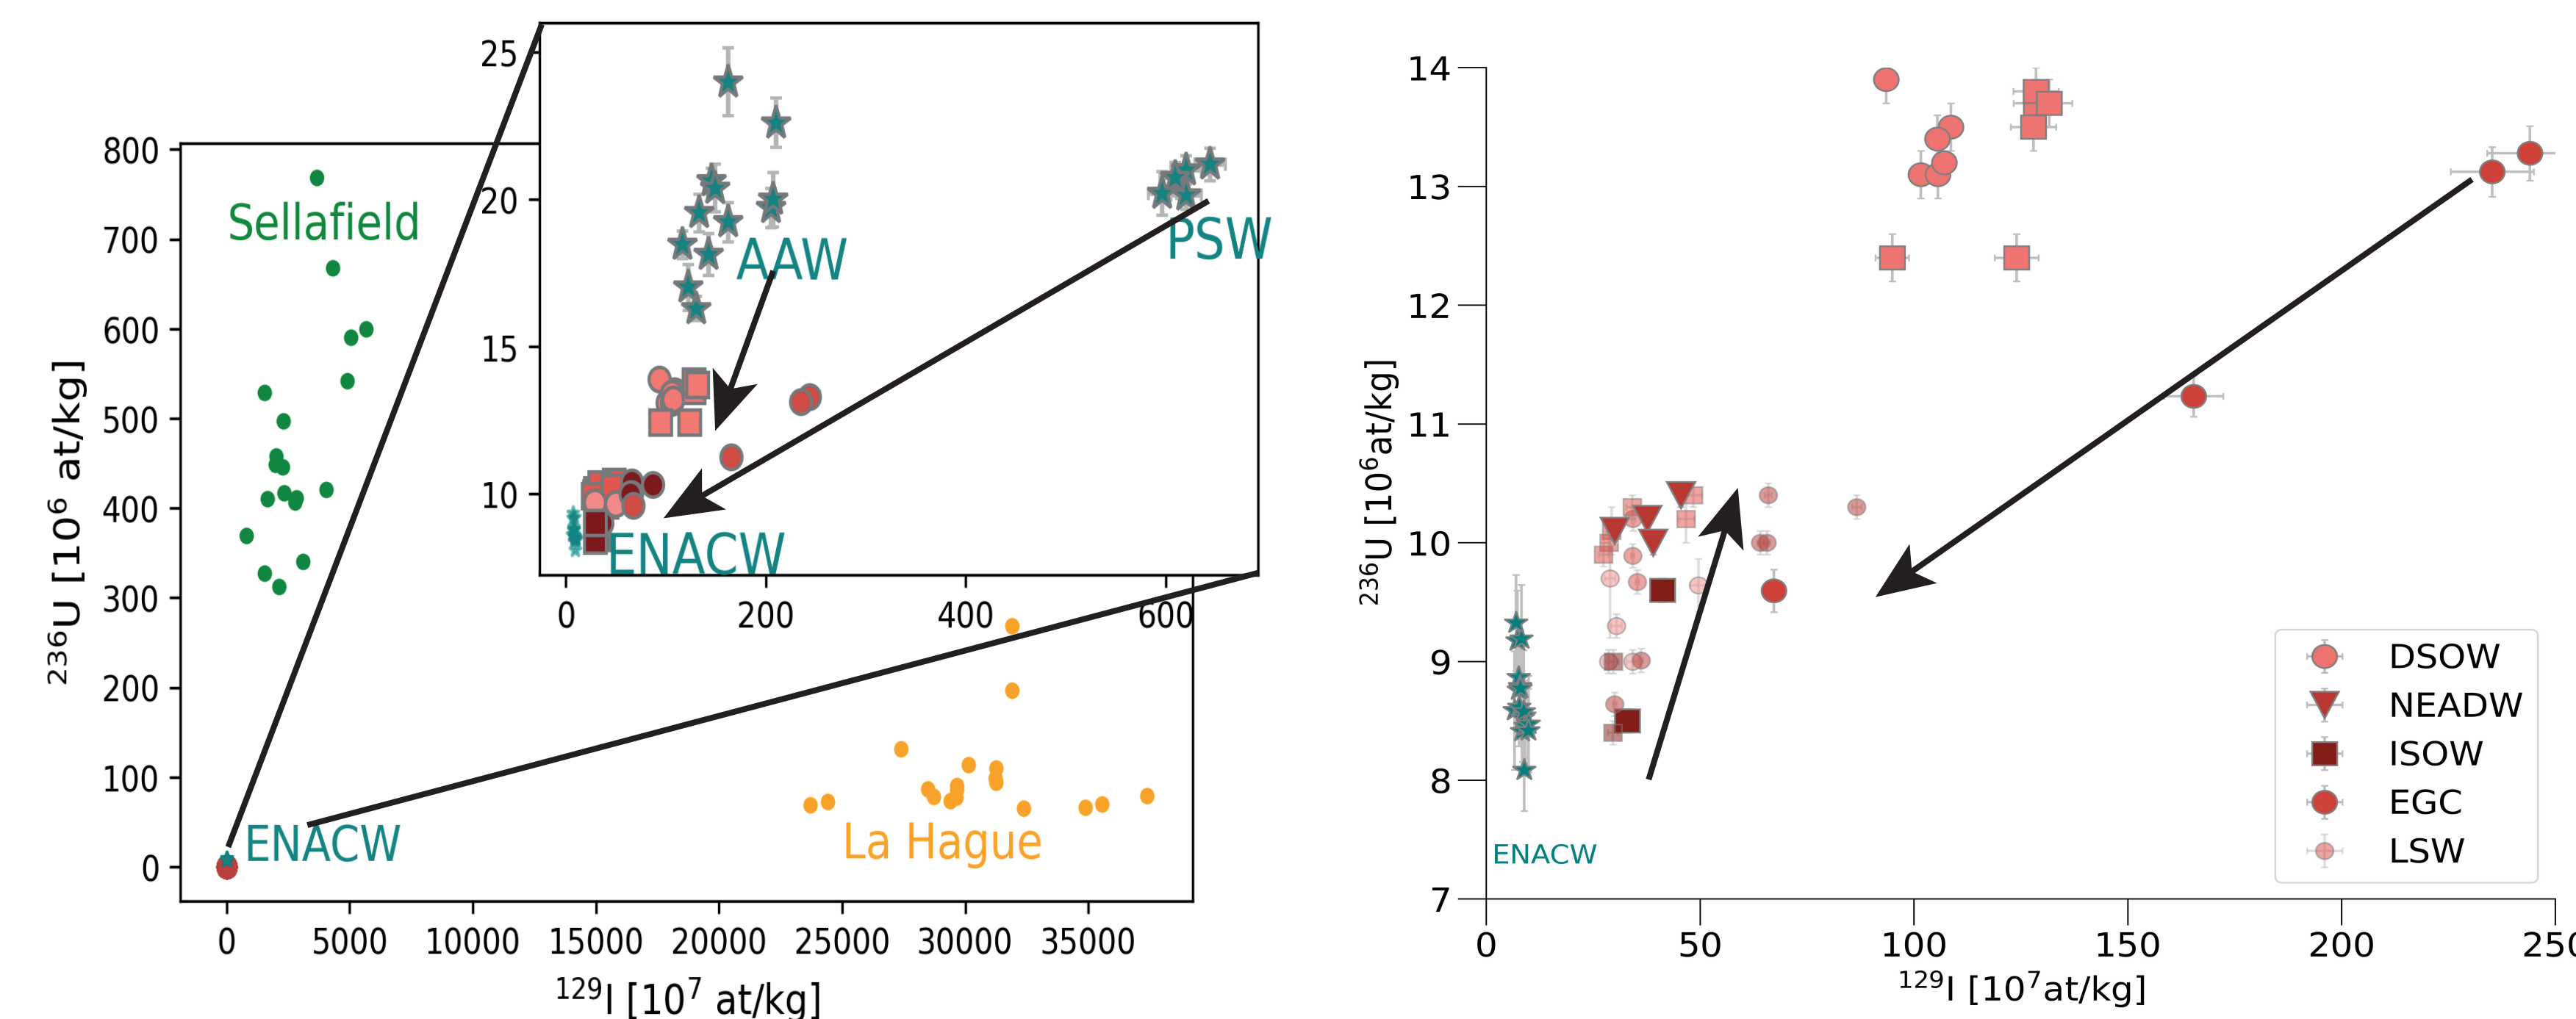 25
20
15
10
AAW
PSW
ENACW
0 200 400 600
800
700
600
500
400
300
200
100
0
Sellafield
ENACW
La Hague
0 5000 10000 15000 20000 25000 30000 35000
²³⁶U [10⁶ at/kg]
¹²⁹I [10⁷ at/kg]
14
13
12
11
10
9
8
7
²³⁶U [10⁶at/kg]
ENACW
DSOW
NEADW
ISOW
EGC
LSW
0 50 100 150 200 250
¹²⁹I [10⁷at/kg]